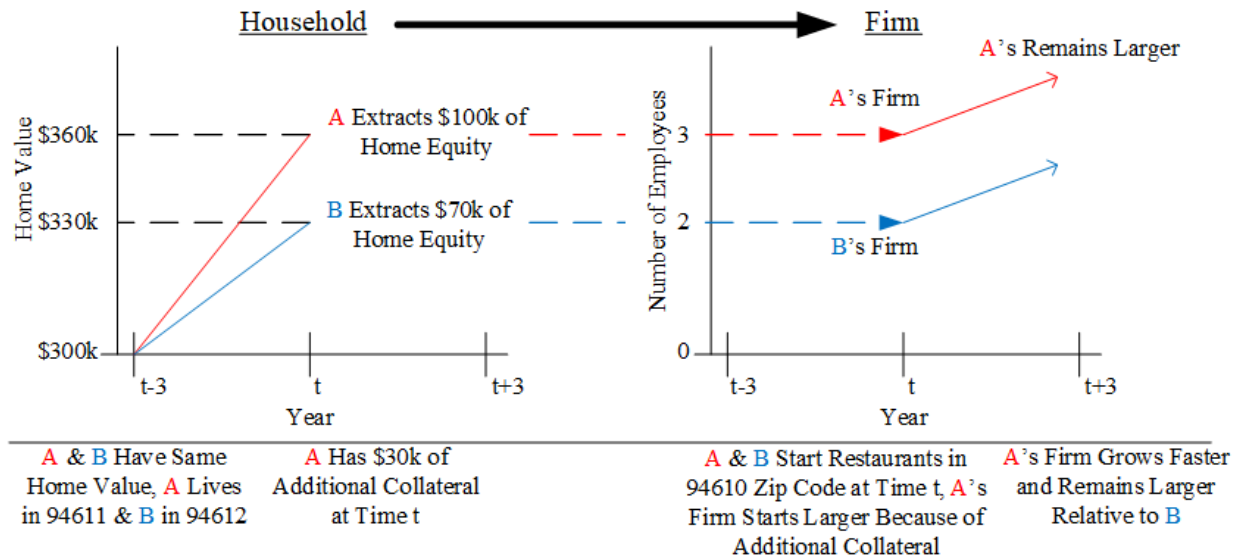 Household
Firm
Home Value
$360k
$330k
$300k
A Extracts $100k of
Home Equity
B Extracts $70k of
Home Equity
t-3
t
t+3
Year
Number of Employees
3
2
0
A's Firm
B's Firm
A's Remains Larger
t-3
t
t+3
Year
A & B Have Same
Home Value, A Lives
in 94611 & B in 94612
A Has $30k of
Additional Collateral
at Time t
A & B Start Restaurants in
94610 Zip Code at Time t, A's
Firm Starts Larger Because of
Additional Collateral
A's Firm Grows Faster
and Remains Larger
Relative to B